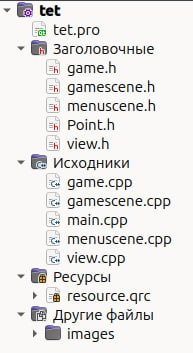 tet
tet.pro
Заголовочные
game.h
gamescene.h
menuscene.h
Point.h
view.h
Исходники
game.cpp
gamescene.cpp
main.cpp
menuscene.cpp
view.cpp
Ресурсы
resource.qrc
Другие файлы
images